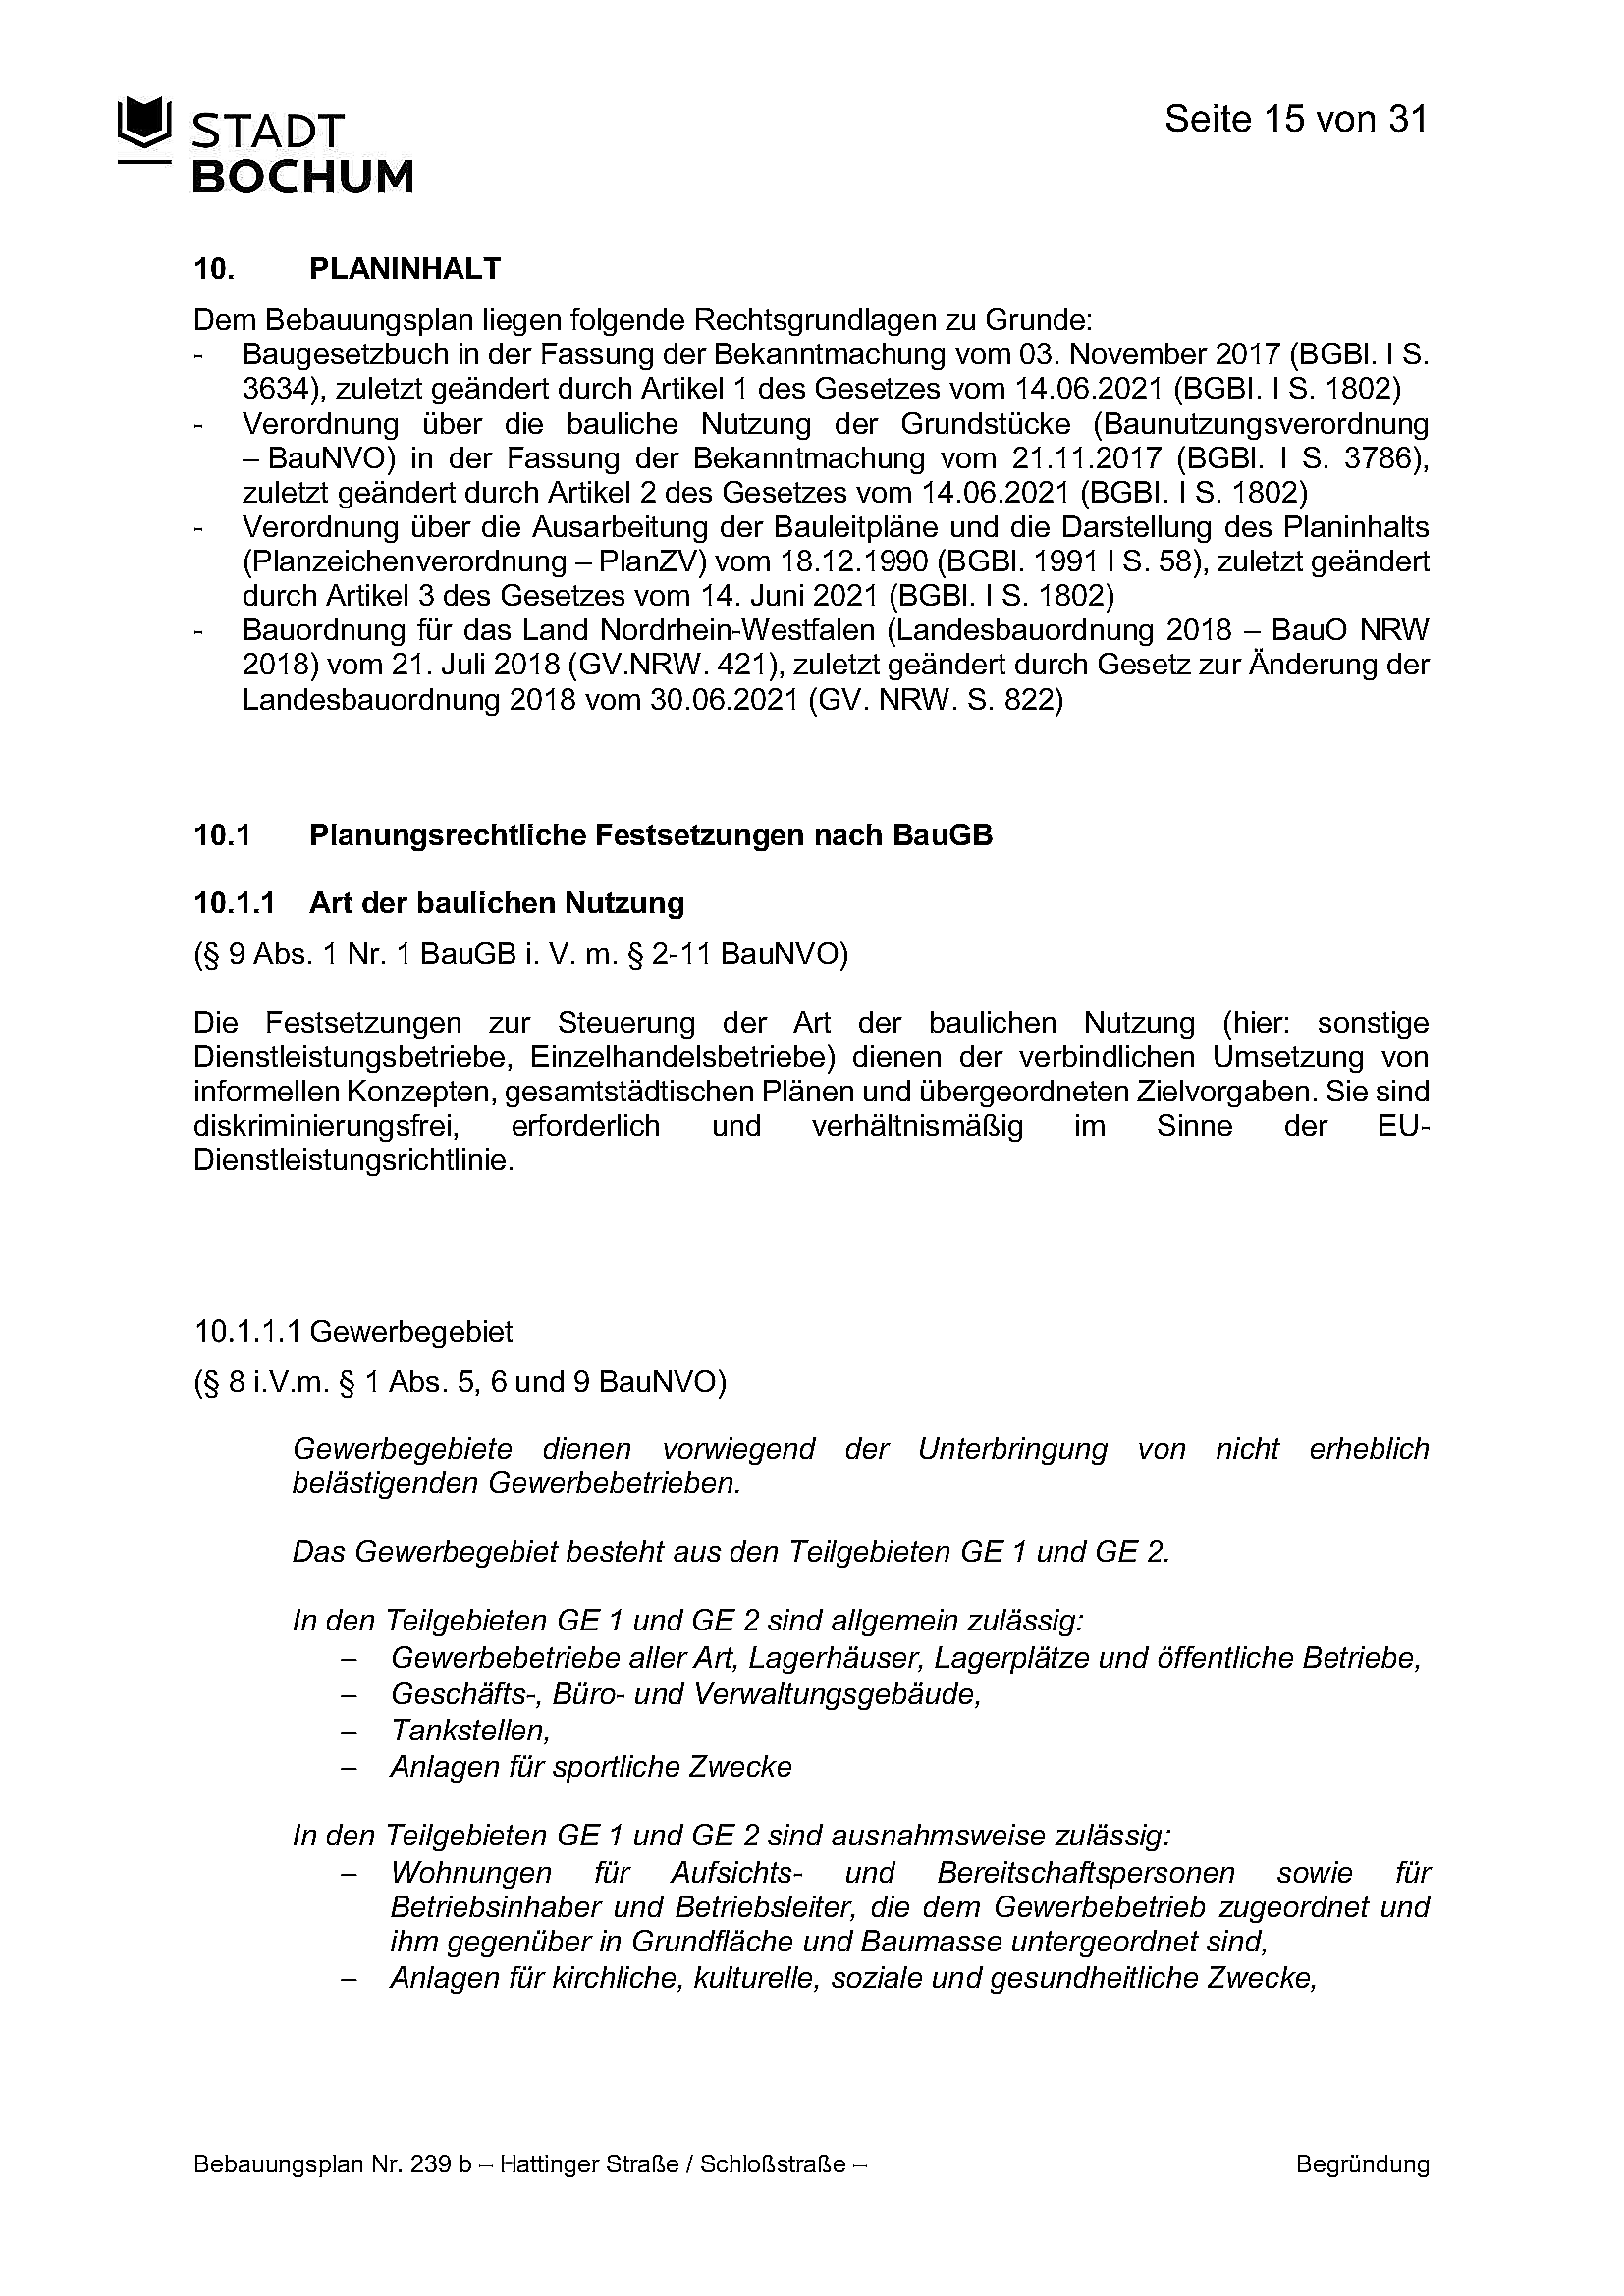 STADT
BOCHUM
Seite 15 von 31
10. PLANINHALT
Dem Bebauungsplan liegen folgende Rechtsgrundlagen zu Grunde:
- Baugesetzbuch in der Fassung der Bekanntmachung vom 03. November 2017 (BGBl. I S.
3634), zuletzt geändert durch Artikel 1 des Gesetzes vom 14.06.2021 (BGBl. I S. 1802)
- Verordnung über die bauliche Nutzung der Grundstücke (Baunutzungsverordnung
– BauNVO) in der Fassung der Bekanntmachung vom 21.11.2017 (BGBl. I S. 3786),
zuletzt geändert durch Artikel 2 des Gesetzes vom 14.06.2021 (BGBl. I S. 1802)
- Verordnung über die Ausarbeitung der Bauleitpläne und die Darstellung des Planinhalts
(Planzeichenverordnung – PlanZV) vom 18.12.1990 (BGBl. 1991 I S. 58), zuletzt geändert
durch Artikel 3 des Gesetzes vom 14. Juni 2021 (BGBl. I S. 1802)
- Bauordnung für das Land Nordrhein-Westfalen (Landesbauordnung 2018 – BauO NRW
2018) vom 21. Juli 2018 (GV.NRW. 421), zuletzt geändert durch Gesetz zur Änderung der
Landesbauordnung 2018 vom 30.06.2021 (GV. NRW. S. 822)
10.1 Planungsrechtliche Festsetzungen nach BauGB
10.1.1 Art der baulichen Nutzung
(§ 9 Abs. 1 Nr. 1 BauGB i. V. m. § 2-11 BauNVO)
Die Festsetzungen zur Steuerung der Art der baulichen Nutzung (hier: sonstige
Dienstleistungsbetriebe, Einzelhandelsbetriebe) dienen der verbindlichen Umsetzung von
informellen Konzepten, gesamtstädtischen Plänen und übergeordneten Zielvorgaben. Sie sind
diskriminierungsfrei, erforderlich und verhältnismäßig im Sinne der EU-
Dienstleistungsrichtlinie.
10.1.1.1 Gewerbegebiet
(§ 8 i.V.m. § 1 Abs. 5, 6 und 9 BauNVO)
Gewerbegebiete dienen vorwiegend der Unterbringung von nicht erheblich
belästigenden Gewerbebetrieben.
Das Gewerbegebiet besteht aus den Teilgebieten GE 1 und GE 2.
In den Teilgebieten GE 1 und GE 2 sind allgemein zulässig:
– Gewerbebetriebe aller Art, Lagerhäuser, Lagerplätze und öffentliche Betriebe,
– Geschäfts-, Büro- und Verwaltungsgebäude,
– Tankstellen,
– Anlagen für sportliche Zwecke
In den Teilgebieten GE 1 und GE 2 sind ausnahmsweise zulässig:
– Wohnungen für Aufsichts- und Bereitschaftspersonen sowie für
Betriebsinhaber und Betriebsleiter, die dem Gewerbebetrieb zugeordnet und
ihm gegenüber in Grundfläche und Baumasse untergeordnet sind,
– Anlagen für kirchliche, kulturelle, soziale und gesundheitliche Zwecke,
Bebauungsplan Nr. 239 b – Hattinger Straße / Schloßstraße –
Begründung